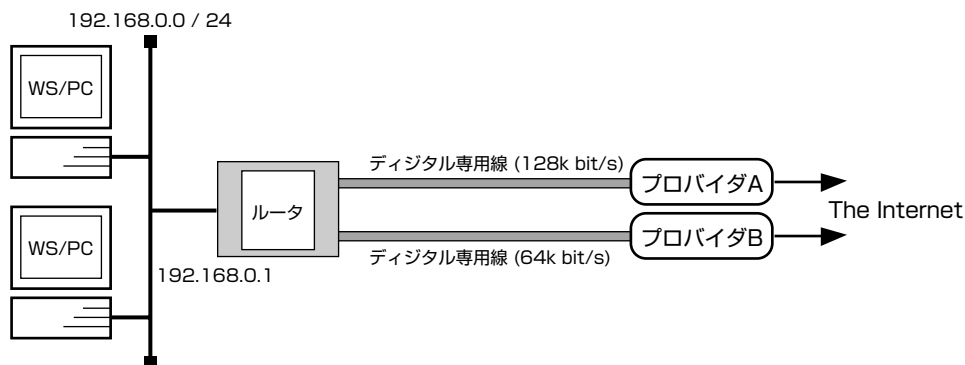 192.168.0.0 / 24
WS/PC
ディジタル専用線 (128k bit/s)
プロバイダA
ルータ
The Internet
WS/PC
プロバイダB
ディジタル専用線 (64k bit/s)
192.168.0.1